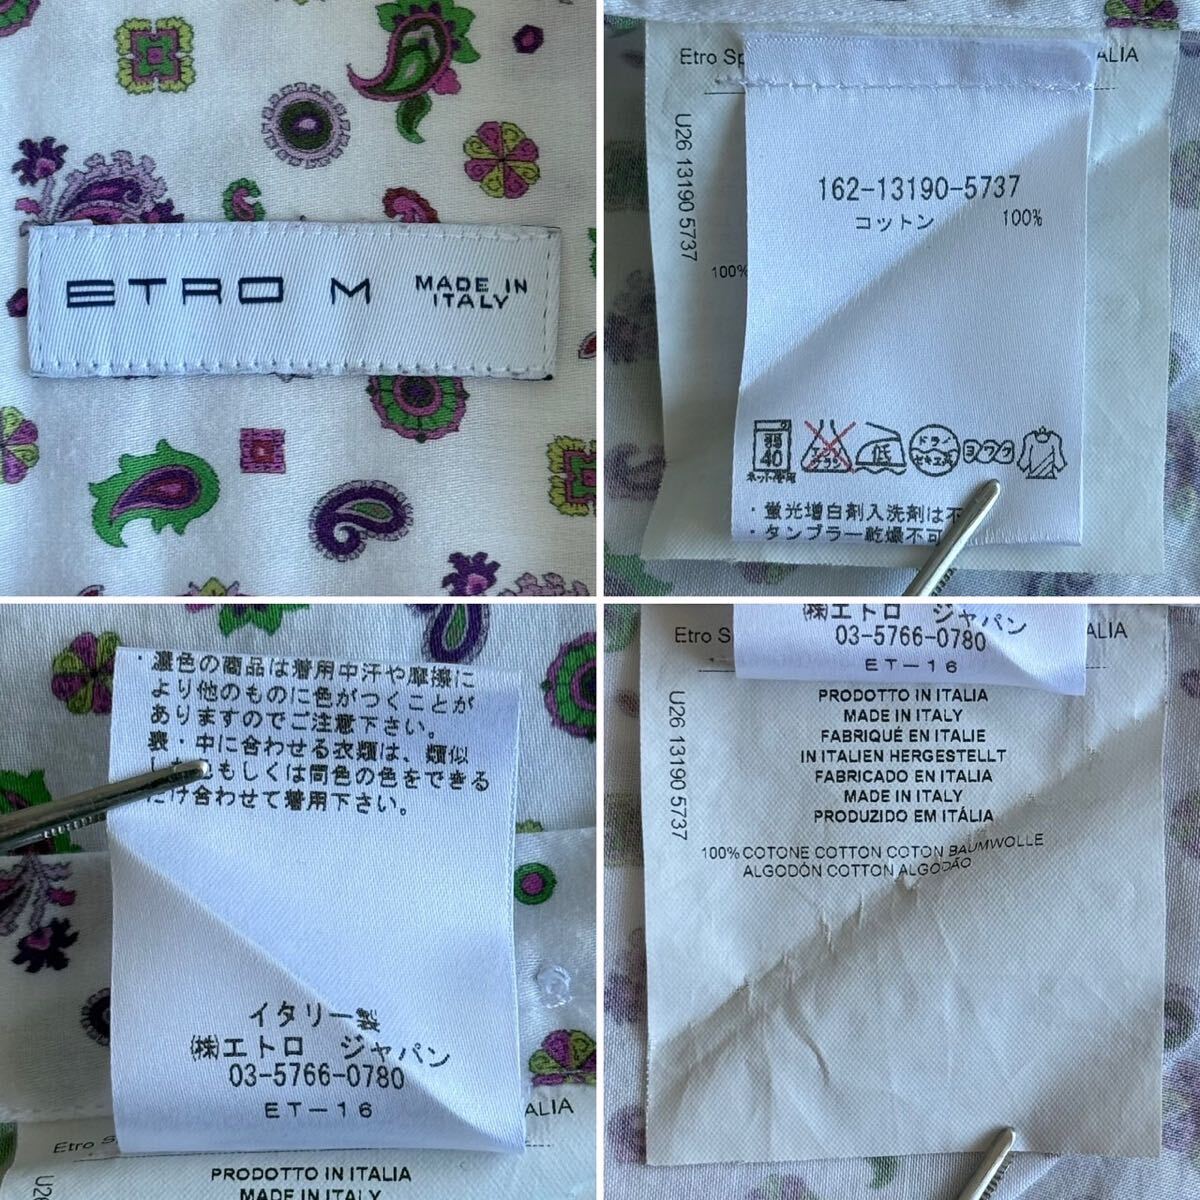 ETRO M MADE IN
ITALY
Etro Sp
ALIA
U26 13190 5737
162-13190-5737
コットン 100%
100%
40
ネット使用
低
ドライ
ヨワク
・蛍光増白剤入洗剤は不
・タンブラー乾燥不可
・濃色の商品は着用中汗や摩擦に
より他のものに色がつくことが
ありますのでご注意下さい。
表・中に合わせる衣類は、類似
もしくは同色の色をできる
だけ合わせて着用下さい。
イタリー製
㈱エトロ ジャパン
03-5766-0780
ET-16
Etro S
ALIA
U26
PRODOTTO IN ITALIA
MADE IN ITALY
㈱エトロ ジャパン
03-5766-0780
ET-16
Etro S
ALIA
U26 13190 5737
PRODOTTO IN ITALIA
MADE IN ITALY
FABRIQUÉ EN ITALIE
IN ITALIEN HERGESTELLT
FABRICADO EN ITALIA
MADE IN ITALY
PRODUZIDO EM ITÁLIA
100% COTONE COTTON COTON BAUMWOLLE
ALGODÓN COTTON ALGODÃO